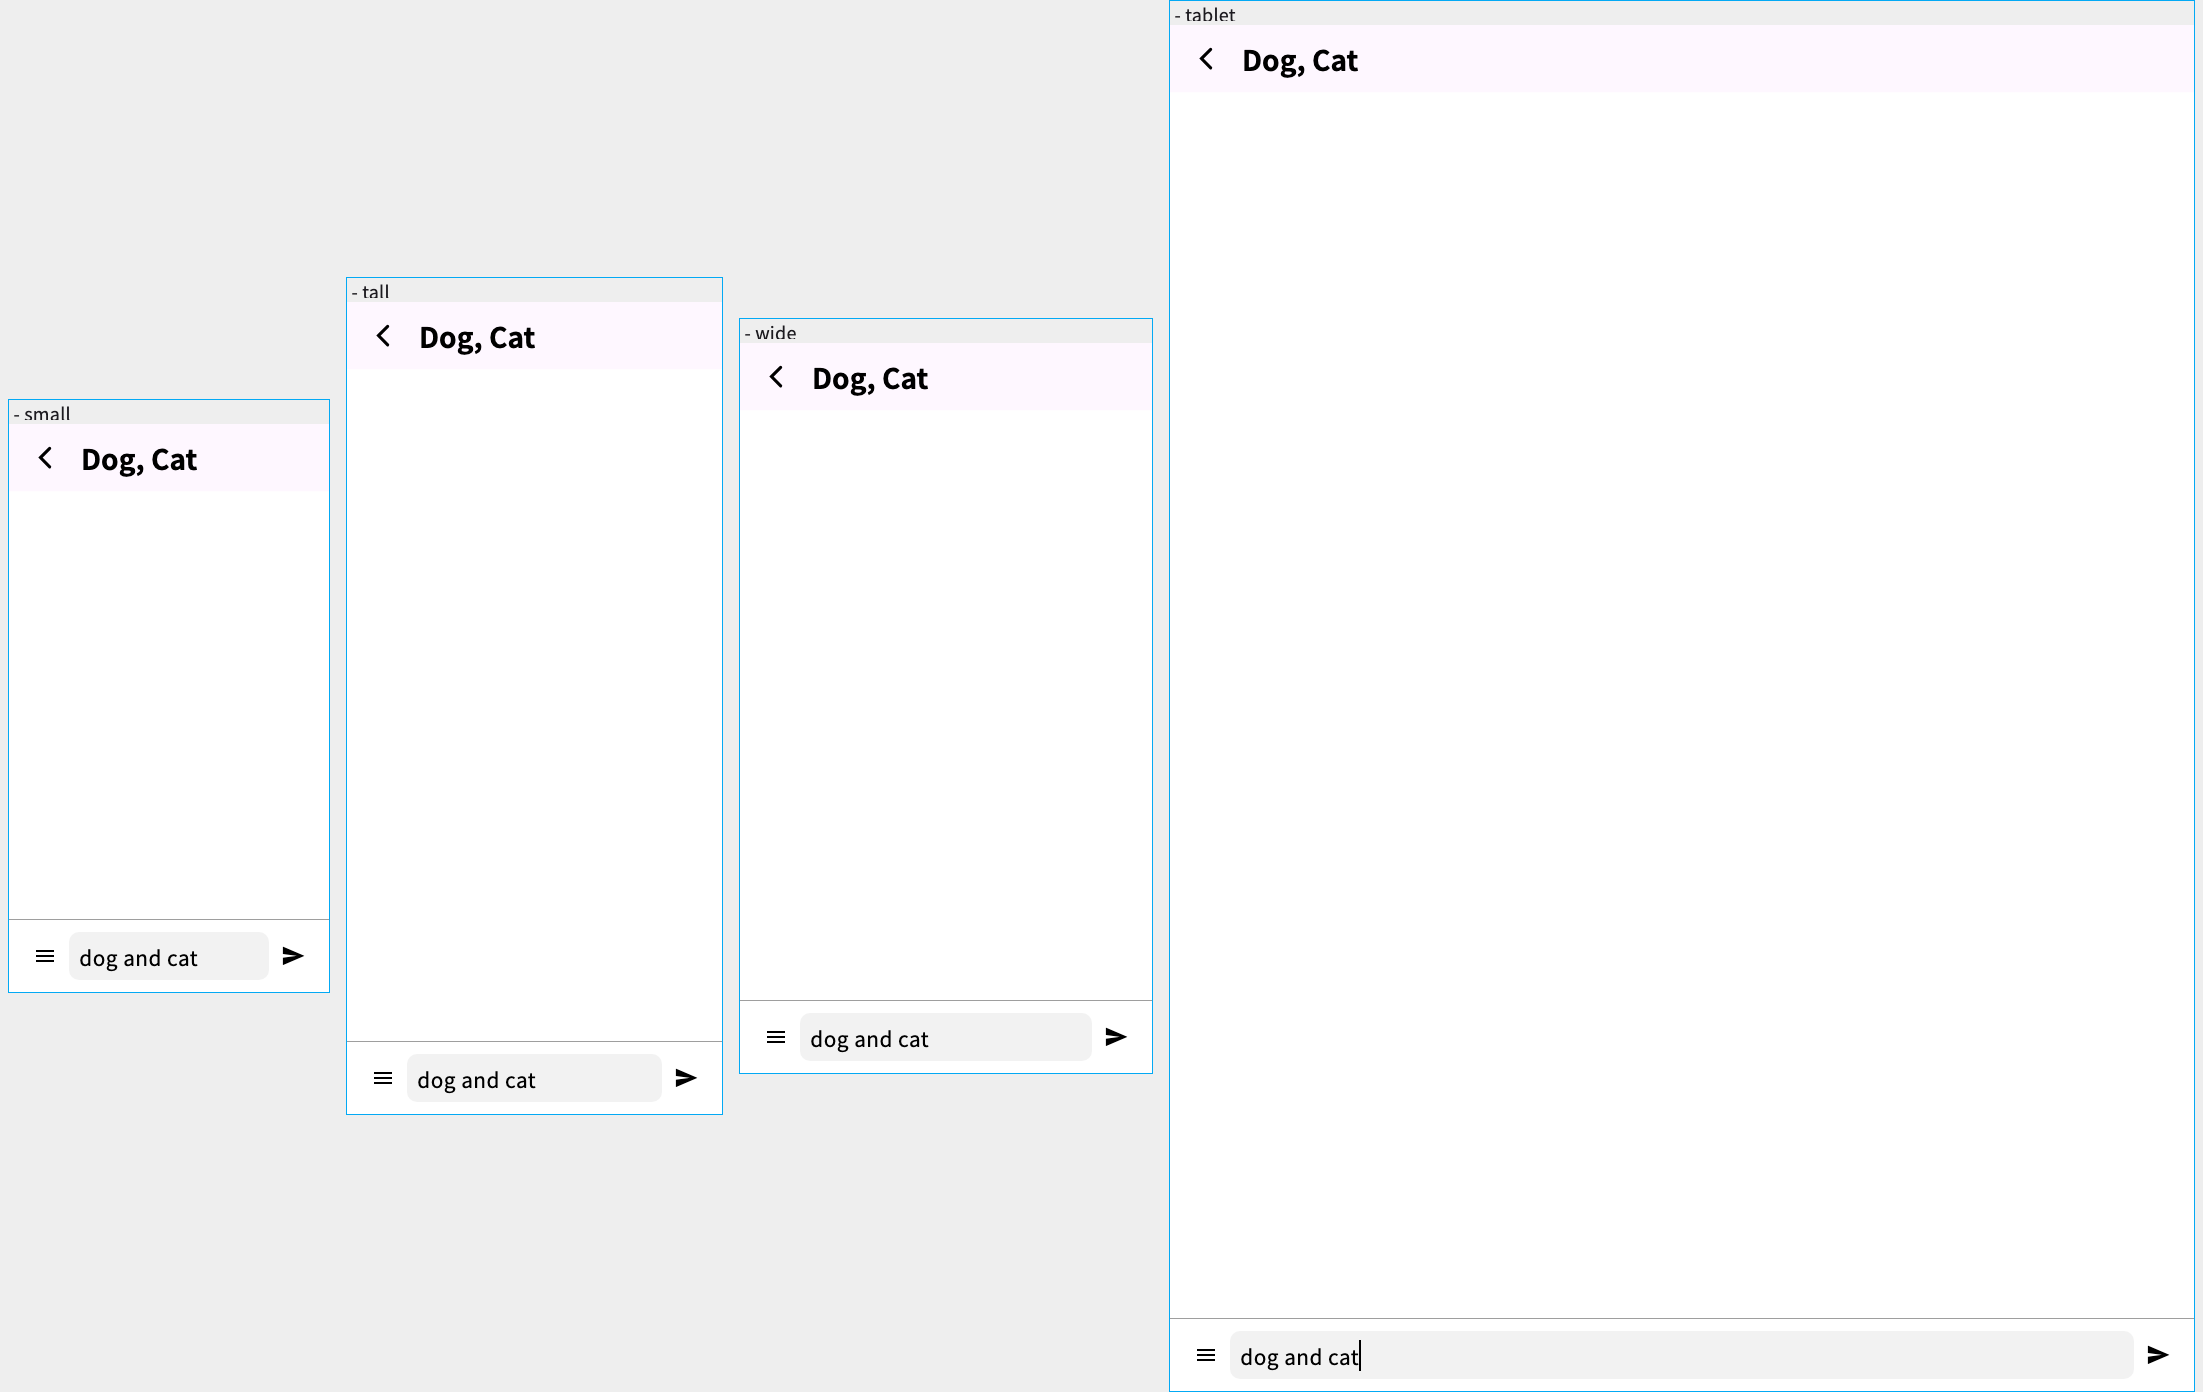 - small
Dog, Cat
dog and cat
- tall
Dog, Cat
dog and cat
- wide
Dog, Cat
dog and cat
- tablet
Dog, Cat
dog and cat